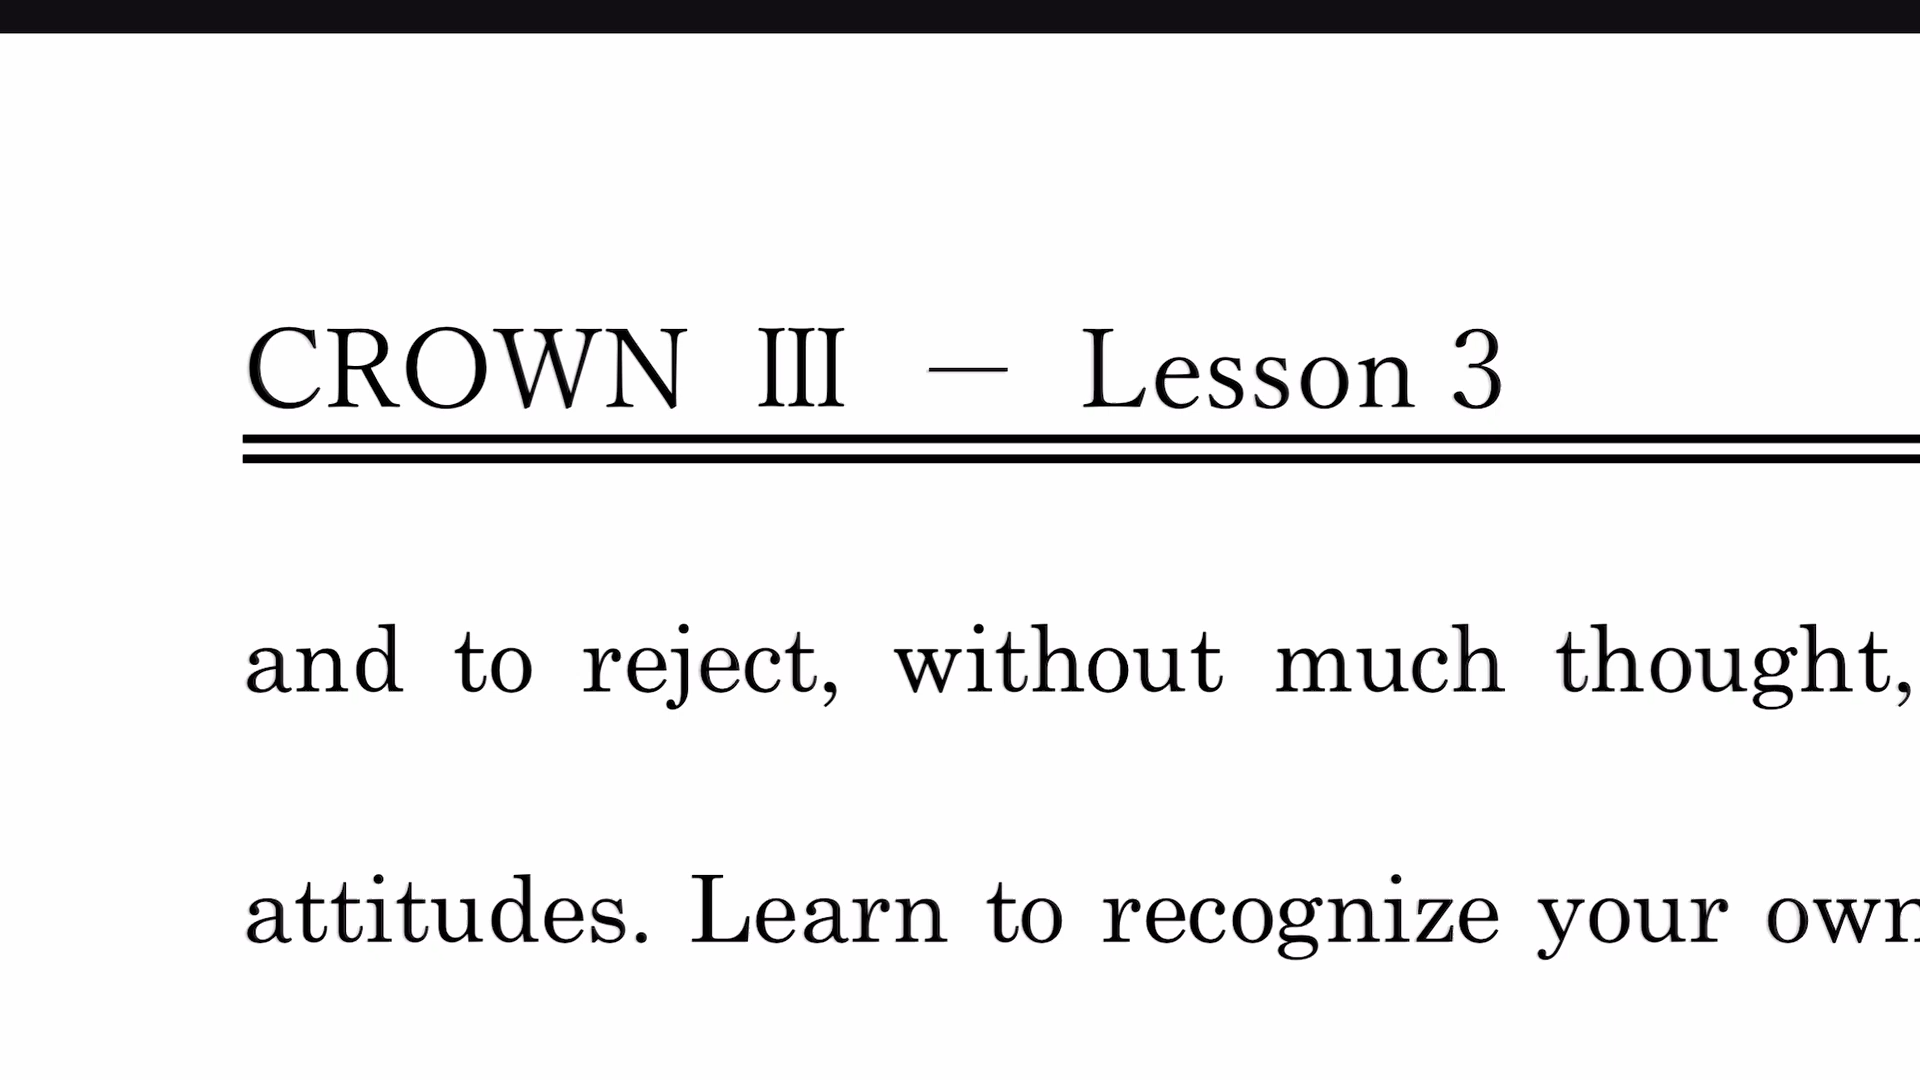 CROWN Ⅲ — Lesson 3
and to reject, without much thought,
attitudes. Learn to recognize your own